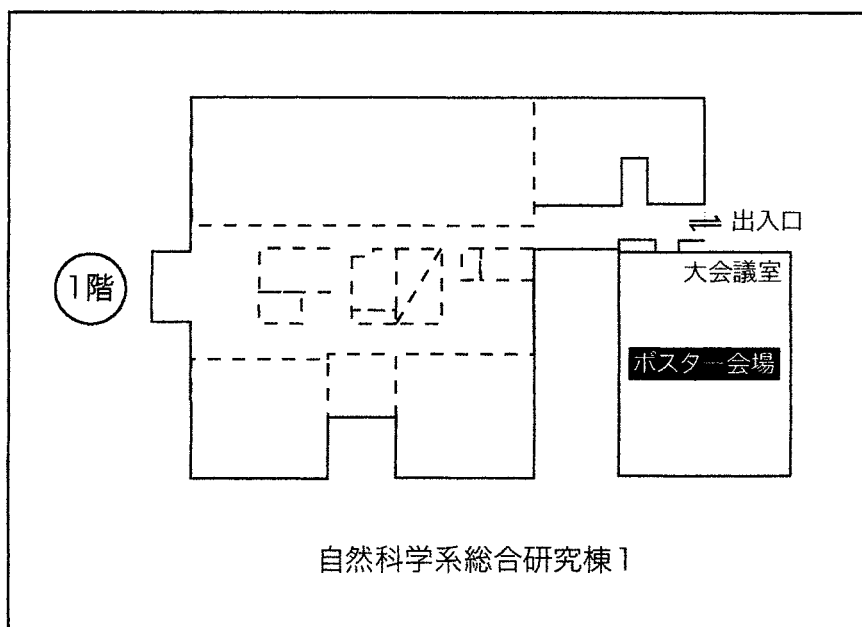 出入口
1階
大会議室
ポスター会場
自然科学系総合研究棟1